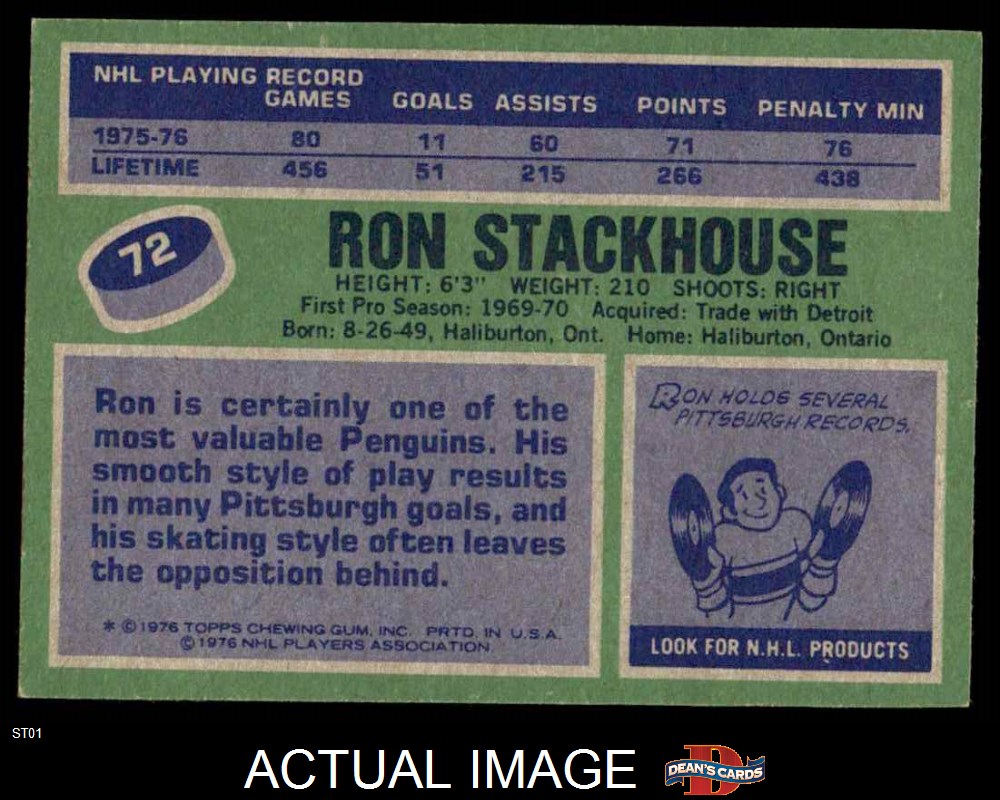 NHL PLAYING RECORD
GAMES GOALS ASSISTS POINTS PENALTY MIN
1975-76 80 11 60 71 76
LIFETIME 456 51 215 266 438
72
RON STACKHOUSE
HEIGHT: 6'3" WEIGHT: 210 SHOOTS: RIGHT
First Pro Season: 1969-70 Acquired: Trade with Detroit
Born: 8-26-49, Haliburton, Ont. Home: Haliburton, Ontario
Ron is certainly one of the
most valuable Penguins. His
smooth style of play results
in many Pittsburgh goals, and
his skating style often leaves
the opposition behind.
* © 1976 TOPPS CHEWING GUM, INC. PRTD. IN U.S.A.
© 1976 NHL PLAYERS ASSOCIATION
RON HOLDS SEVERAL
PITTSBURGH RECORDS.
LOOK FOR N.H.L. PRODUCTS
ST01
ACTUAL IMAGE
D
DEAN'S CARDS